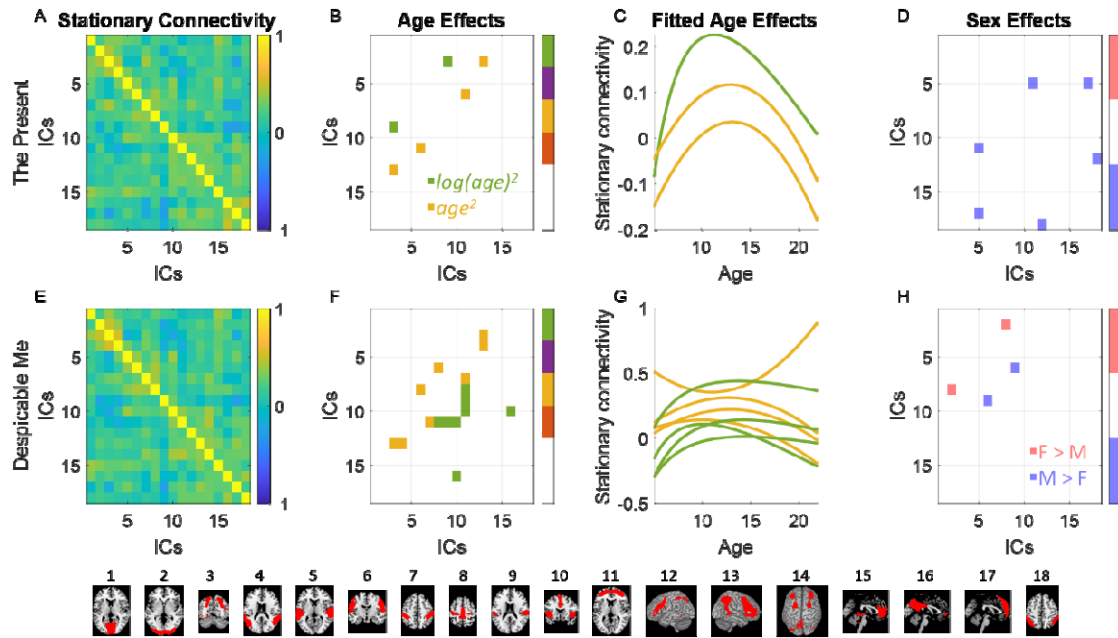 A Stationary Connectivity
B Age Effects
C Fitted Age Effects
D Sex Effects
The Present
ICs
5
10
15
5 10 15
ICs
1
0
1
ICs
5
10
15
log(age)²
age²
5 10 15
ICs
Stationary connectivity
0.2
0.1
0
-0.1
-0.2
10 15 20
Age
ICs
5
10
15
5 10 15
ICs
E
F
G
H
Despicable Me
ICs
5
10
15
5 10 15
ICs
1
0
1
ICs
5
10
15
5 10 15
ICs
Stationary connectivity
1
0.5
0
-0.5
10 15 20
Age
ICs
5
10
15
F > M
M > F
5 10 15
ICs
1 2 3 4 5 6 7 8 9 10 11 12 13 14 15 16 17 18